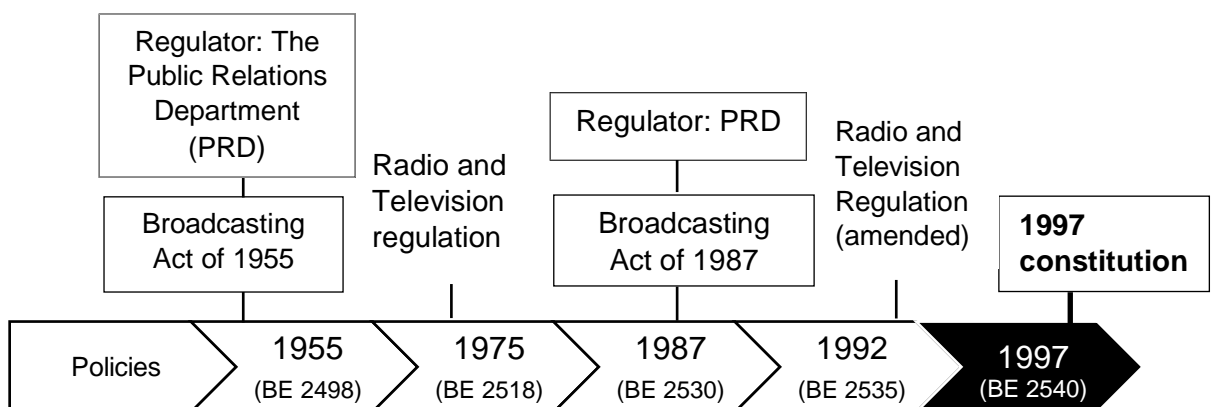 Regulator: The
Public Relations
Department
(PRD)
Broadcasting
Act of 1955
Radio and
Television
regulation
Regulator: PRD
Broadcasting
Act of 1987
Radio and
Television
Regulation
(amended)
1997
constitution
Policies
1955
(BE 2498)
1975
(BE 2518)
1987
(BE 2530)
1992
(BE 2535)
1997
(BE 2540)